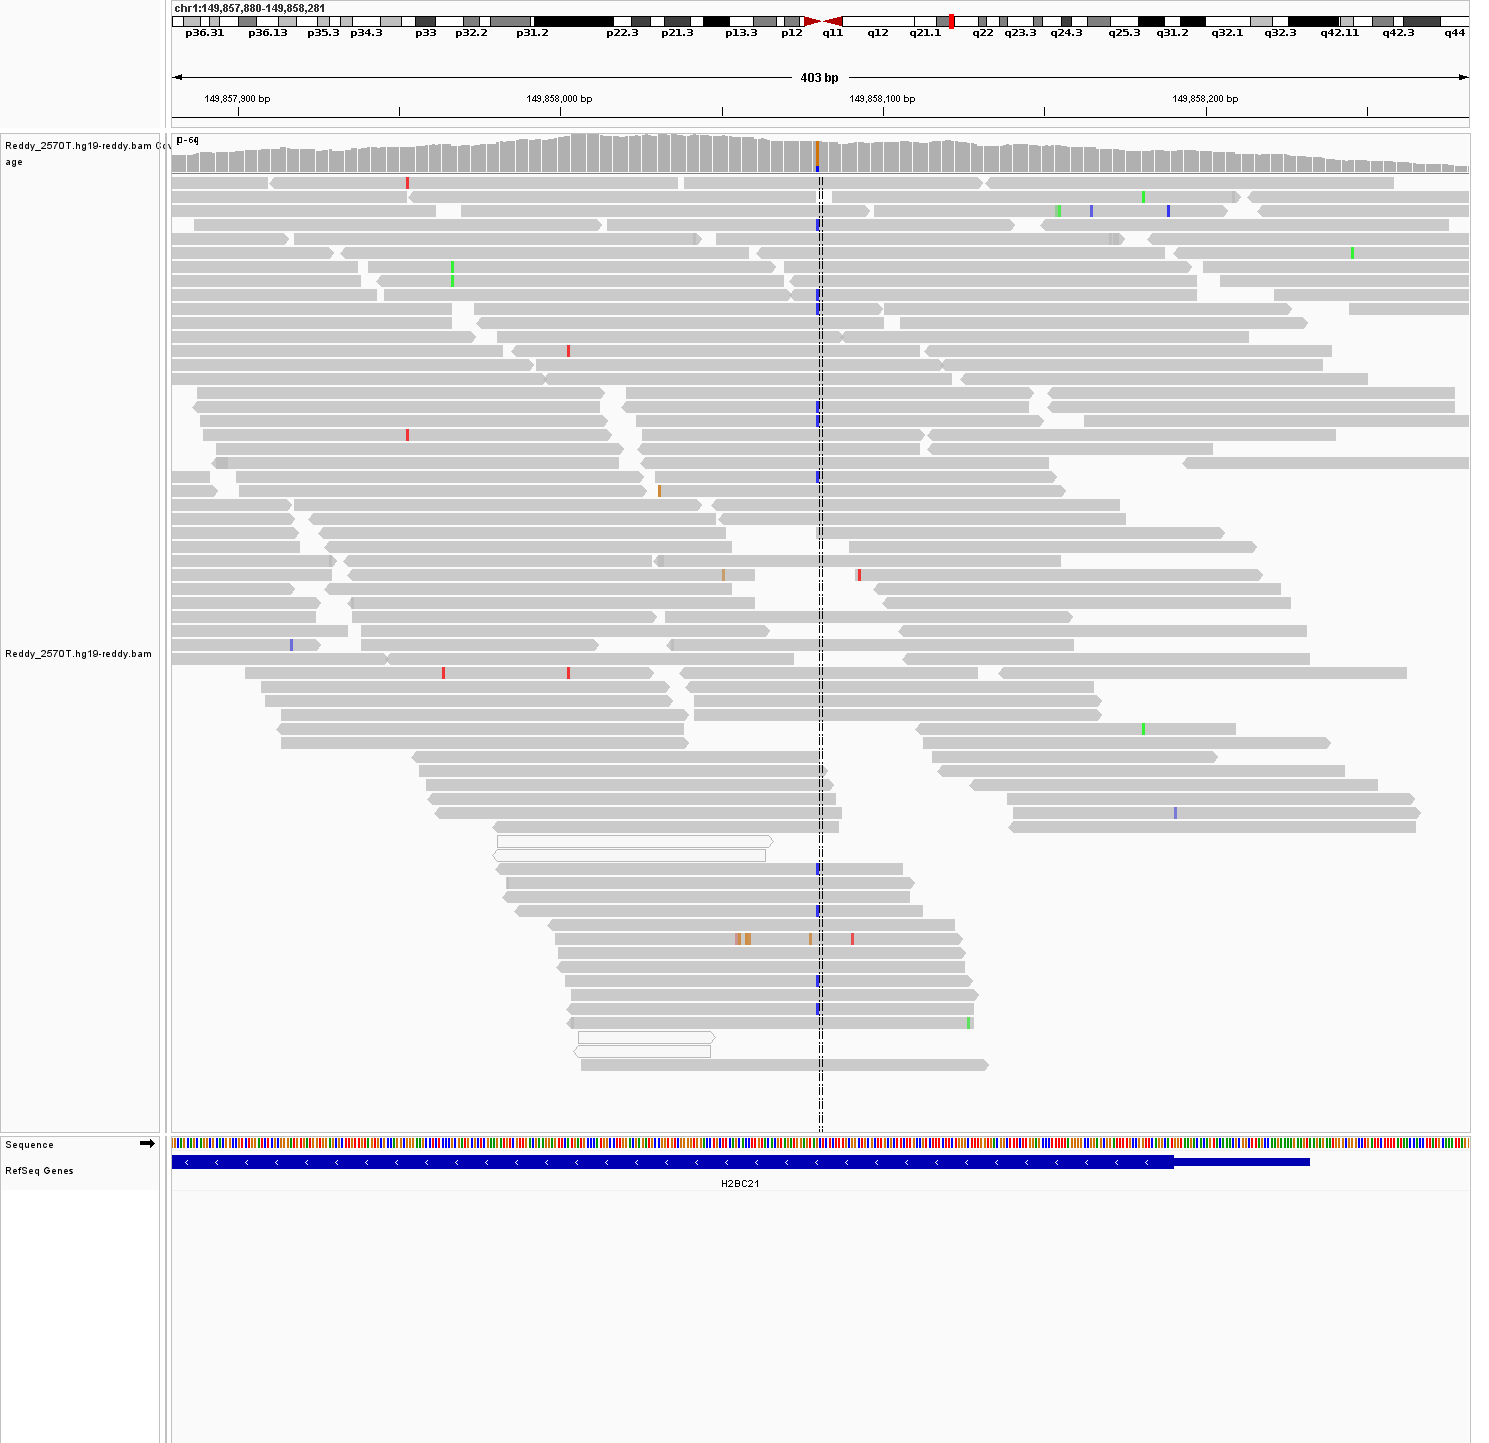 chr1:149,857,880-149,858,281
p36.31 p36.13 p35.3 p34.3 p33 p32.2 p31.2 p22.3 p21.3 p13.3 p12 q11 q12 q21.1 q22 q23.3 q24.3 q25.3 q31.2 q32.1 q32.3 q42.11 q42.3 q44
403 bp
149,857,900 bp 149,858,000 bp 149,858,100 bp 149,858,200 bp
[0-64]
Reddy_2570T.hg19-reddy.bam Cov
age
Reddy_2570T.hg19-reddy.bam
Sequence
RefSeq Genes
H2BC21